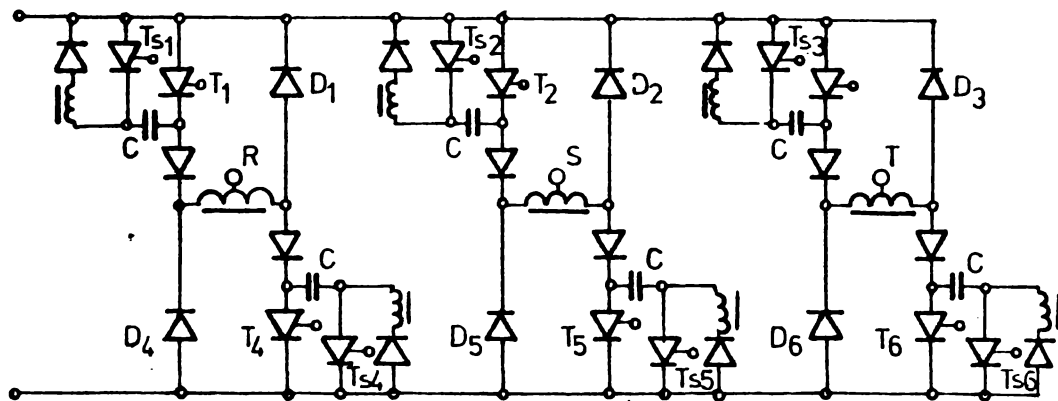 Ts1 Ts2 Ts3
T1 D1 T2 D2 D3
C C C
R S T
C C C
D4 T4 D5 T5 D6 T6
Ts4 Ts5 Ts6